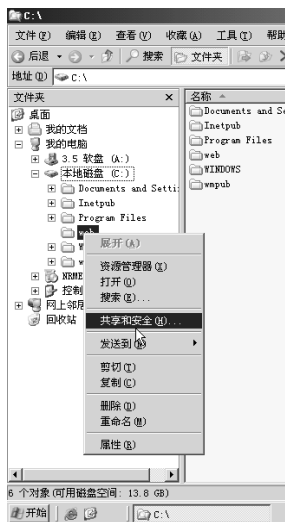 C:\
文件(F) 编辑(E) 查看(V) 收藏(A) 工具(T) 帮助
后退 搜索 文件夹
地址(D) C:\
文件夹 × 名称
桌面
我的文档
我的电脑
3.5 软盘 (A:)
本地磁盘 (C:)
Documents and Setti
Inetpub
Program Files
web
Documents and Se
Inetpub
Program Files
web
WINDOWS
wmpub
控制
网上邻居
回收站
展开(A)
资源管理器(X)
打开(O)
搜索(E)...
共享和安全(H)...
发送到(N)
剪切(T)
复制(C)
删除(D)
重命名(M)
属性(R)
6 个对象(可用磁盘空间: 13.8 GB)
开始 C:\